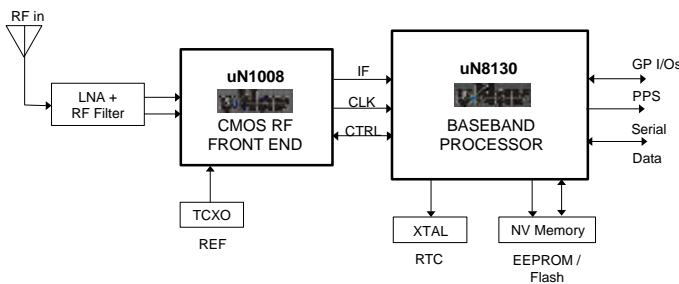 RF in
LNA +
RF Filter
uN1008
CMOS RF
FRONT END
TCXO
REF
IF
CLK
CTRL
uN8130
BASEBAND
PROCESSOR
XTAL
RTC
NV Memory
EEPROM /
Flash
GP I/Os
PPS
Serial
Data